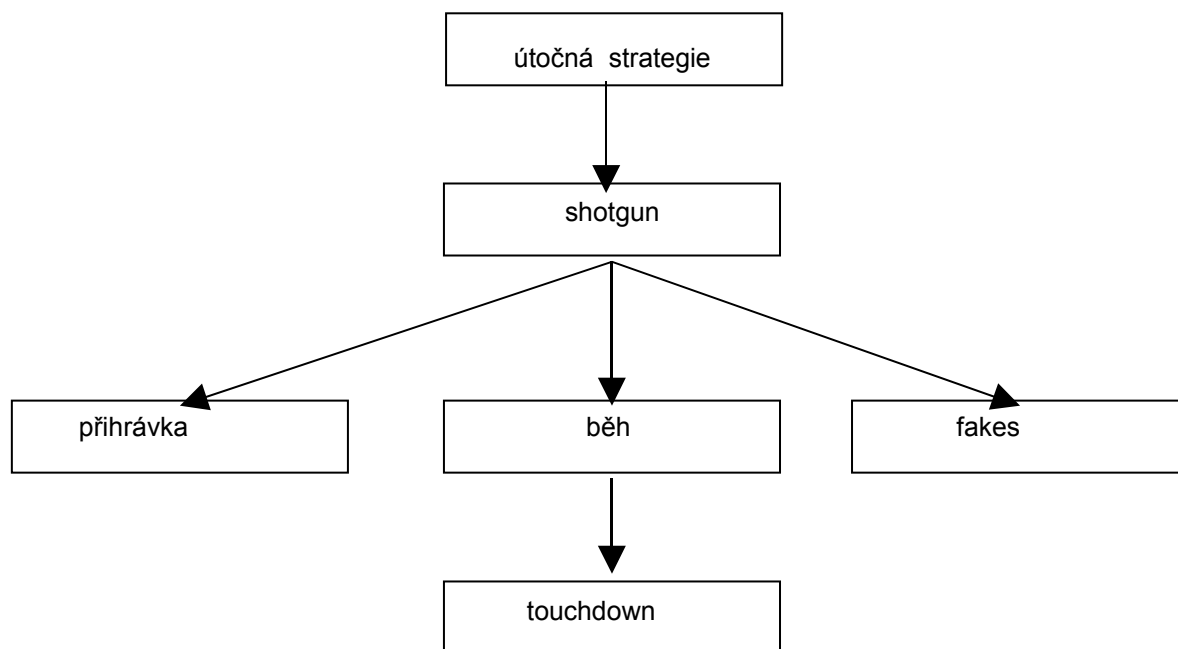 útočná strategie
shotgun
přihrávka
běh
fakes
touchdown